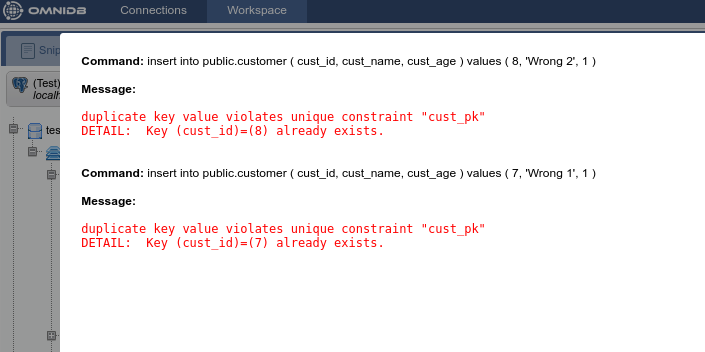 OMNIDB Connections Workspace
Snip
Command: insert into public.customer ( cust_id, cust_name, cust_age ) values ( 8, 'Wrong 2', 1 )
(Test)
localh
Message:
duplicate key value violates unique constraint "cust_pk"
DETAIL:  Key (cust_id)=(8) already exists.
tes
Command: insert into public.customer ( cust_id, cust_name, cust_age ) values ( 7, 'Wrong 1', 1 )
Message:
duplicate key value violates unique constraint "cust_pk"
DETAIL:  Key (cust_id)=(7) already exists.